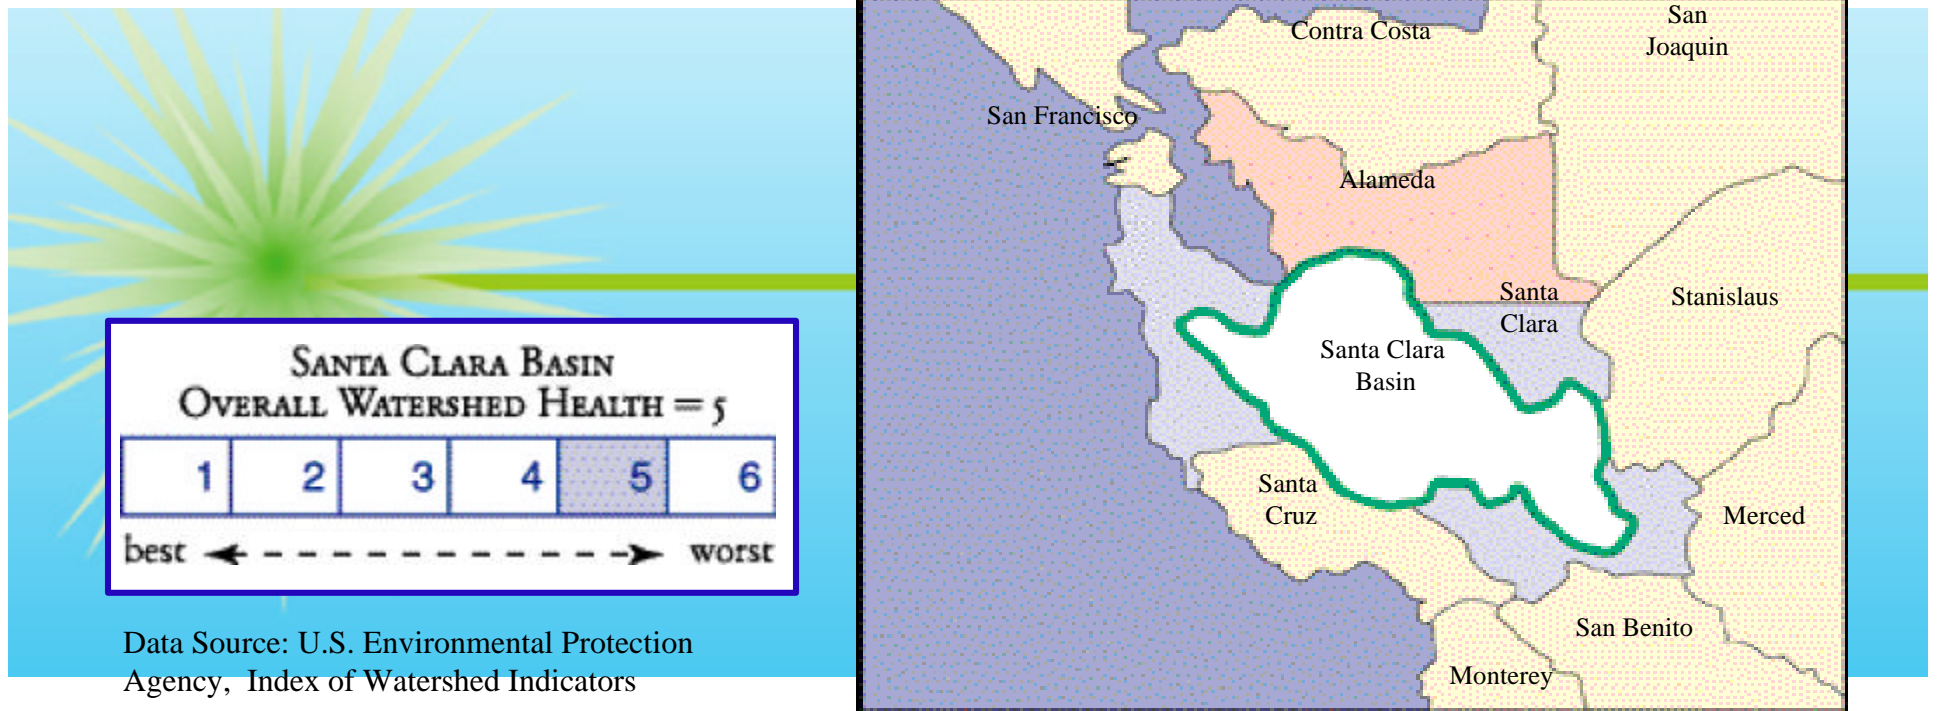 SANTA CLARA BASIN
OVERALL WATERSHED HEALTH = 5
1 2 3 4 5 6
best worst
Data Source: U.S. Environmental Protection
Agency, Index of Watershed Indicators
Contra Costa
San
Joaquin
San Francisco
Alameda
Santa
Clara
Stanislaus
Santa Clara
Basin
Santa
Cruz
Merced
San Benito
Monterey